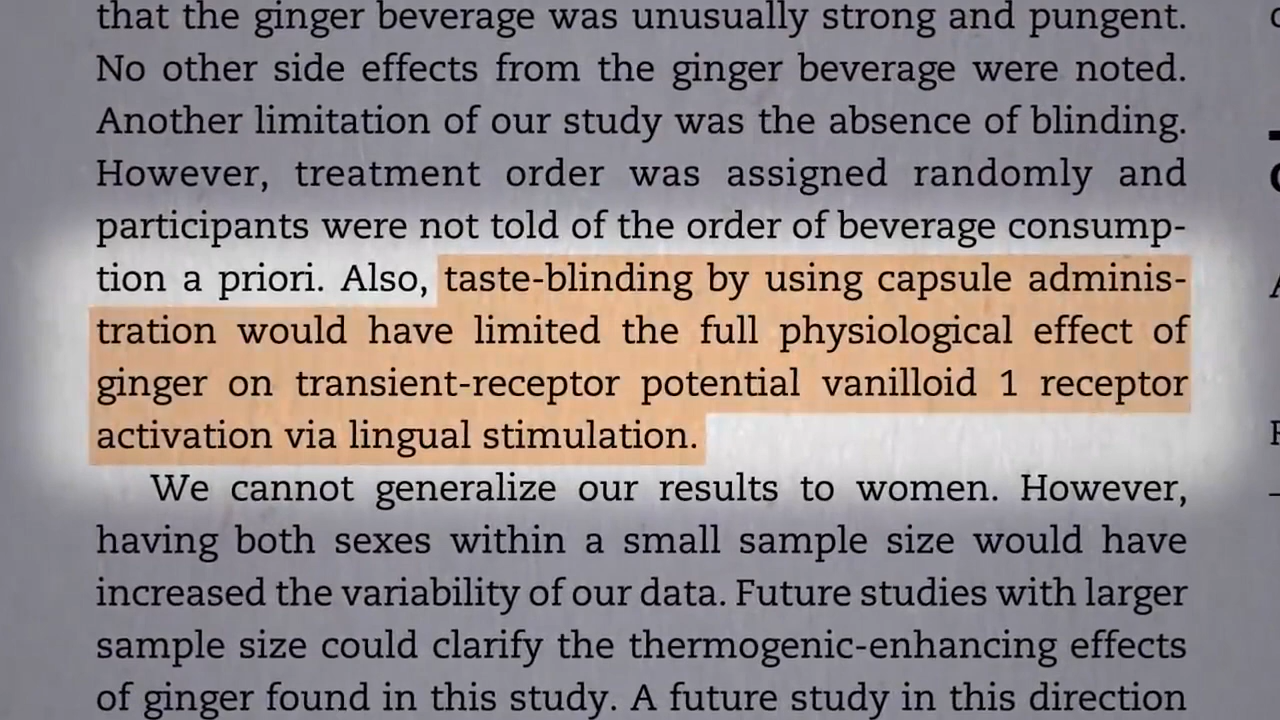 that the ginger beverage was unusually strong and pungent.
No other side effects from the ginger beverage were noted.
Another limitation of our study was the absence of blinding.
However, treatment order was assigned randomly and
participants were not told of the order of beverage consump-
tion a priori. Also, taste-blinding by using capsule adminis-
tration would have limited the full physiological effect of
ginger on transient-receptor potential vanilloid 1 receptor
activation via lingual stimulation.
We cannot generalize our results to women. However,
having both sexes within a small sample size would have
increased the variability of our data. Future studies with larger
sample size could clarify the thermogenic-enhancing effects
of ginger found in this study. A future study in this direction